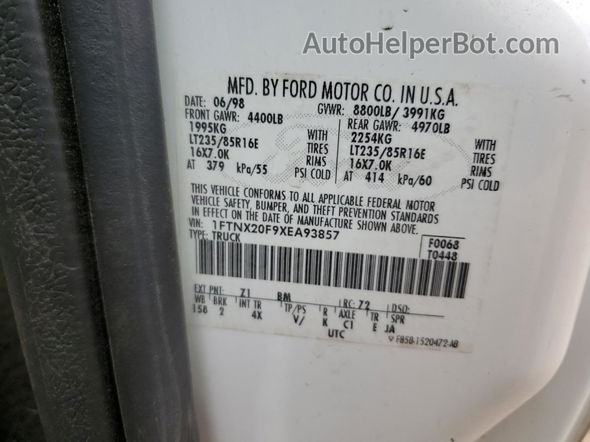 AutoHelperBot.com
MFD. BY FORD MOTOR CO. IN U.S.A.
DATE: 06/98 GVWR: 8800LB/ 3991KG
FRONT GAWR: 4400LB REAR GAWR: 4970LB
1995KG WITH 2254KG WITH
LT235/85R16E TIRES LT235/85R16E TIRES
16X7.0K RIMS 16X7.0K RIMS
AT 379 kPa/55 PSI COLD AT 414 kPa/60 PSI COLD
THIS VEHICLE CONFORMS TO ALL APPLICABLE FEDERAL MOTOR
VEHICLE SAFETY, BUMPER, AND THEFT PREVENTION STANDARDS
IN EFFECT ON THE DATE OF MANUFACTURE SHOWN ABOVE.
VIN: 1FTNX20F9XEA93857 F0068
TYPE: TRUCK T0448
EXT PNT: Z1 BM RC: 72 DSO:
WB BRK INT TR TP/PS R AXLE TR SPR
158 2 4X V/ K C1 E JA
UTC F85B-1520472-AB